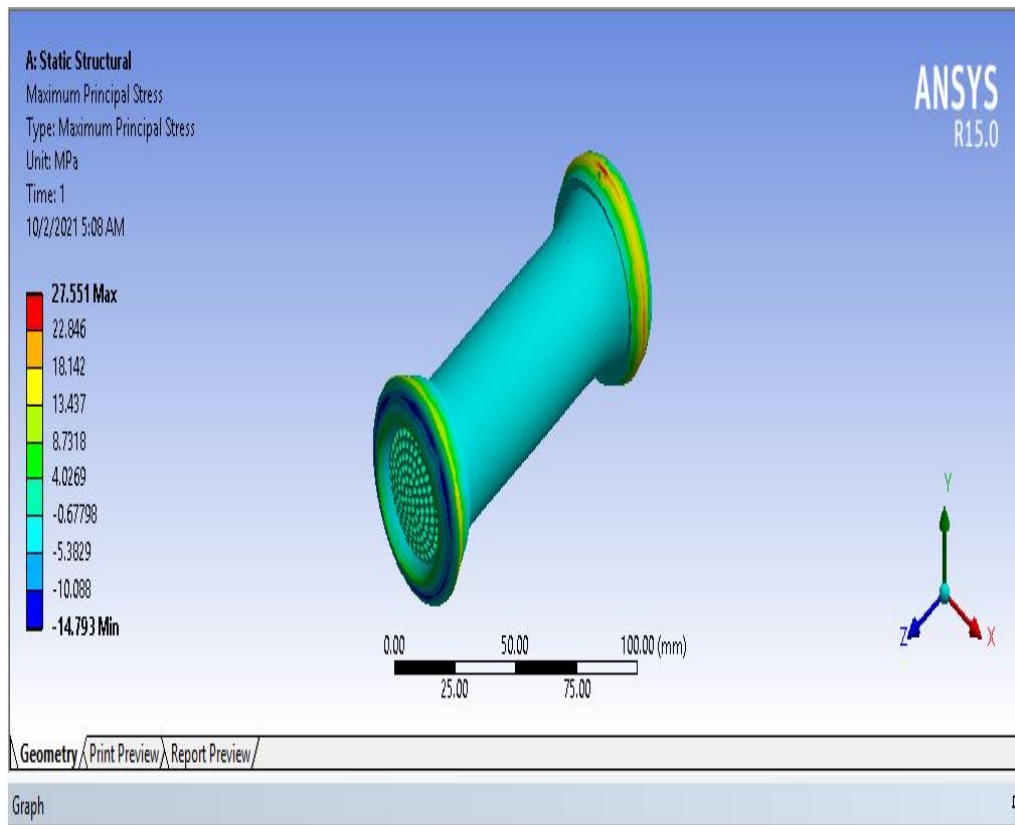 A: Static Structural
Maximum Principal Stress
Type: Maximum Principal Stress
Unit: MPa
Time: 1
10/2/2021 5:08 AM
ANSYS
R15.0
27.551 Max
22.846
18.142
13.437
8.7318
4.0269
-0.67798
-5.3829
-10.088
-14.793 Min
0.00 50.00 100.00 (mm)
25.00 75.00
Y
Z X
Geometry Print Preview Report Preview
Graph